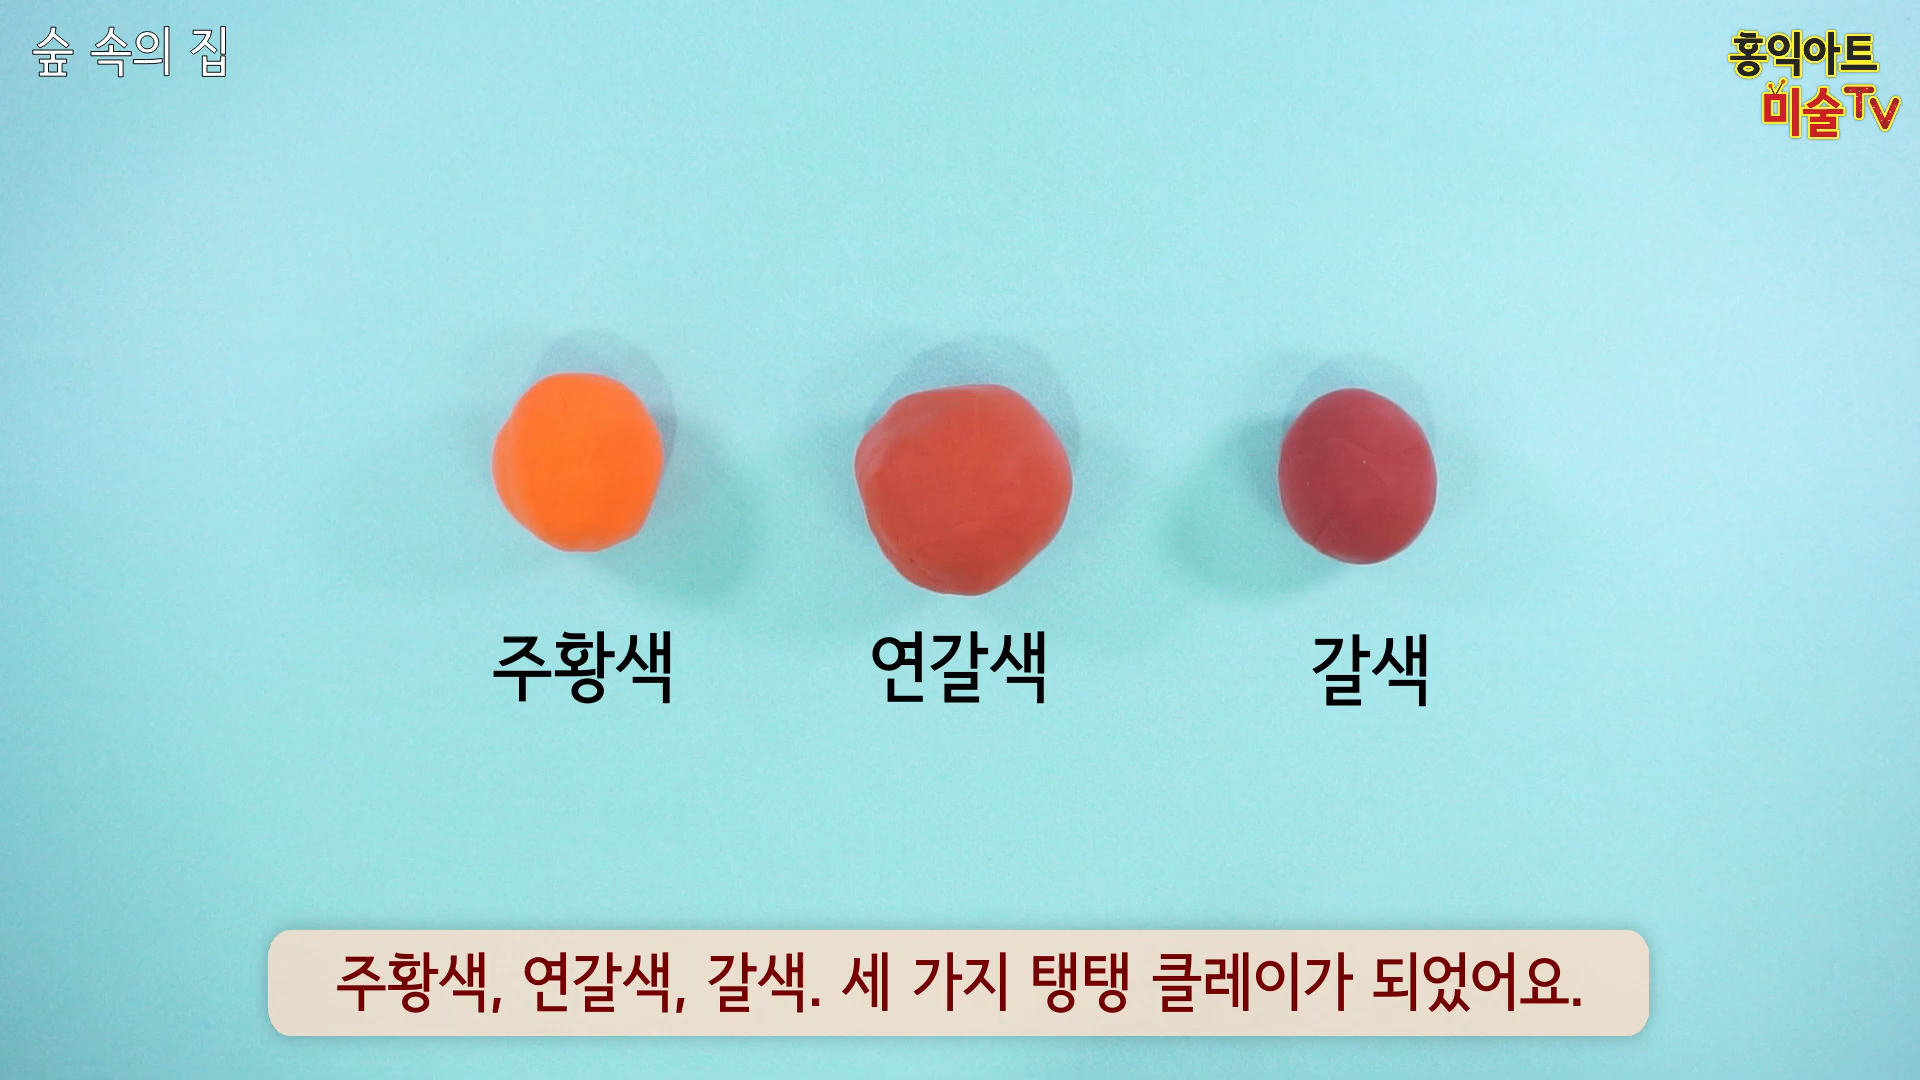 숲 속의 집
홍익아트
미술TV
주황색
연갈색
갈색
주황색, 연갈색, 갈색. 세 가지 탱탱 클레이가 되었어요.